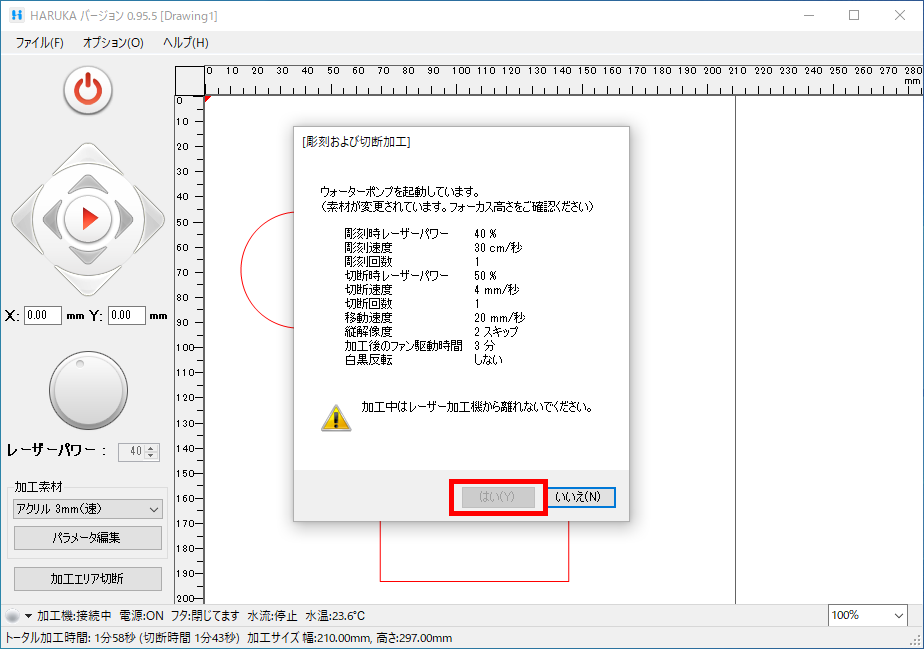 HARUKA バージョン 0.95.5 [Drawing1]
ファイル(F) オプション(O) ヘルプ(H)
0 10 20 30 40 50 60 70 80 90 100 110 120 130 140 150 160 170 180 190 200 210 220 230 240 250 260 270 280
mm
0
10
20
30
40
50
60
70
80
90
100
110
120
130
140
150
160
170
180
190
200
X: 0.00 mm Y: 0.00 mm
レーザーパワー : 40
加工素材
アクリル 3mm(速)
パラメータ編集
加工エリア切断
[彫刻および切断加工]
ウォーターポンプを起動しています。
(素材が変更されています。フォーカス高さをご確認ください)
彫刻時レーザーパワー 40 %
彫刻速度 30 cm/秒
彫刻回数 1
切断時レーザーパワー 50 %
切断速度 4 mm/秒
切断回数 1
移動速度 20 mm/秒
縦解像度 2 スキップ
加工後のファン駆動時間 3 分
白黒反転 しない
加工中はレーザー加工機から離れないでください。
はい(Y) いいえ(N)
加工機:接続中 電源:ON フタ:閉じてます 水流:停止 水温:23.6℃ 100%
トータル加工時間: 1分58秒 (切断時間 1分43秒) 加工サイズ 幅:210.00mm, 高さ:297.00mm